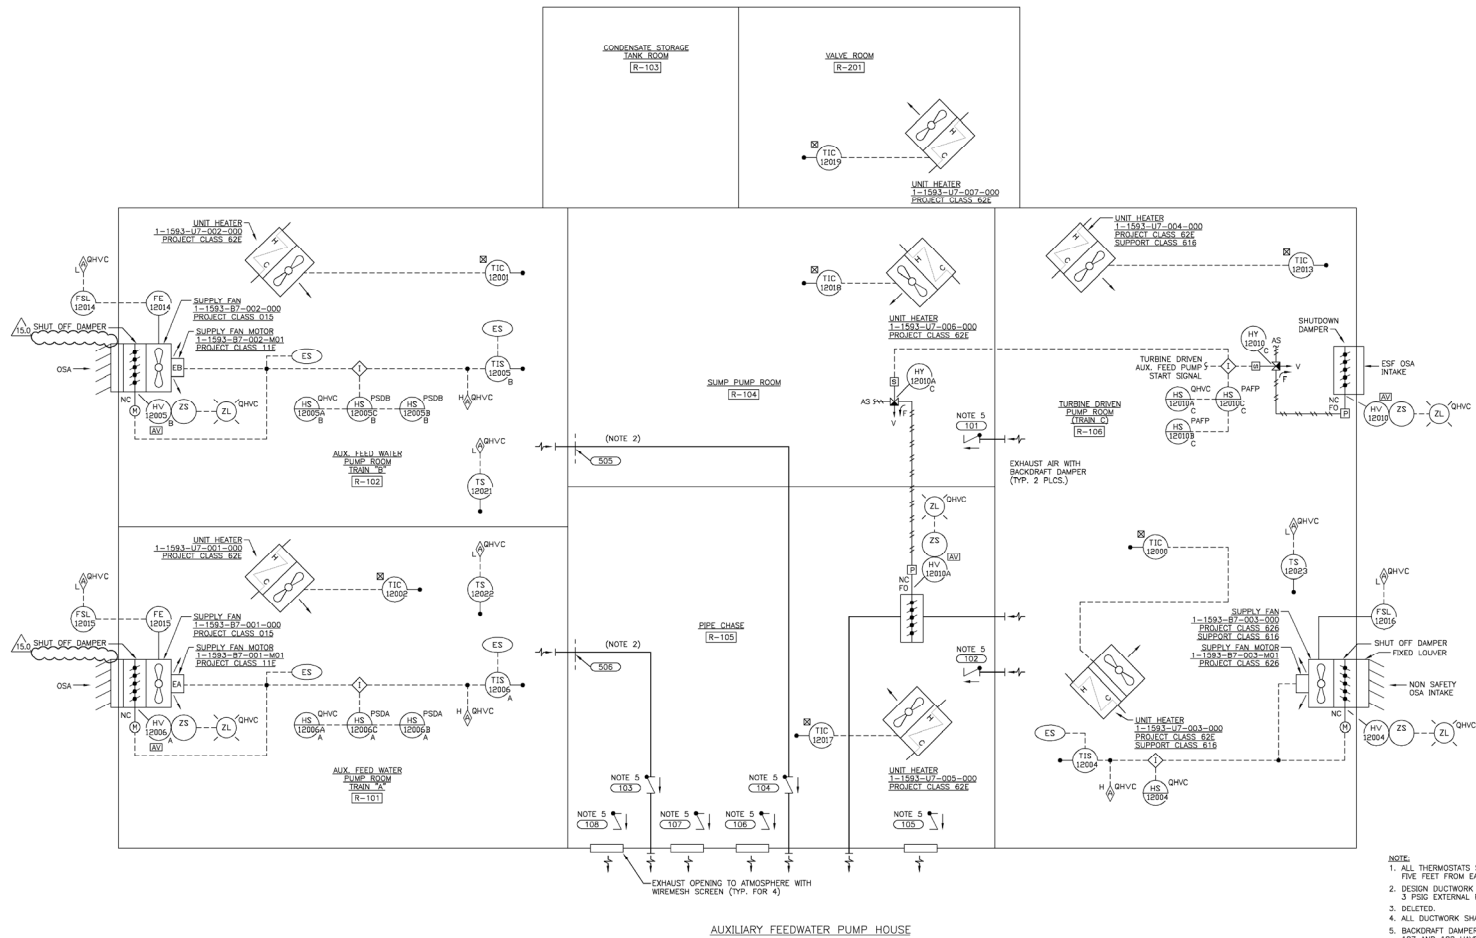 CONDENSATE STORAGE
TANK ROOM
R-103
VALVE ROOM
R-201
TIC
12019
UNIT HEATER
1-1593-U7-007-000
PROJECT CLASS 62E
UNIT HEATER
1-1593-U7-002-000
PROJECT CLASS 62E
H
C
TIC
12001
QHVC
L
A
FSL
12014
FE
12014
SUPPLY FAN
1-1593-B7-002-000
PROJECT CLASS 015
15.0
SHUT OFF DAMPER
SUPPLY FAN MOTOR
1-1593-B7-002-M01
PROJECT CLASS 11E
ES
ES
EB
OSA
TIS
12005
B
I
NC
M
HV
12005
B
ZS
ZL
QHVC
AV
HS
12005A
B
QHVC
HS
12005C
B
PSDB
HS
12005B
B
PSDB
H
A
QHVC
AUX. FEED WATER
PUMP ROOM
TRAIN "B"
R-102
QHVC
L
A
TS
12021
UNIT HEATER
1-1593-U7-001-000
PROJECT CLASS 62E
H
C
TIC
12002
QHVC
L
A
TS
12022
QHVC
L
A
FSL
12015
FE
12015
SUPPLY FAN
1-1593-B7-001-000
PROJECT CLASS 015
15.0
SHUT OFF DAMPER
SUPPLY FAN MOTOR
1-1593-B7-001-M01
PROJECT CLASS 11E
ES
ES
EA
OSA
TIS
12006
A
I
NC
M
HV
12006
A
ZS
ZL
QHVC
AV
HS
12006A
A
QHVC
HS
12006C
A
PSDA
HS
12006B
A
PSDA
H
A
QHVC
AUX. FEED WATER
PUMP ROOM
TRAIN "A"
R-101
TIC
12018
H
C
UNIT HEATER
1-1593-U7-006-000
PROJECT CLASS 62E
SUMP PUMP ROOM
R-104
HY
12010A
C
S
AS
V
F
NOTE 5
101
(NOTE 2)
505
EXHAUST AIR WITH
BACKDRAFT DAMPER
(TYP. 2 PLCS.)
ZL
QHVC
ZS
AV
HV
12010A
P
NC
FO
PIPE CHASE
R-105
(NOTE 2)
506
NOTE 5
102
TIC
12017
H
C
UNIT HEATER
1-1593-U7-005-000
PROJECT CLASS 62E
NOTE 5
103
NOTE 5
104
NOTE 5
108
NOTE 5
107
NOTE 5
106
NOTE 5
105
EXHAUST OPENING TO ATMOSPHERE WITH
WIREMESH SCREEN (TYP. FOR 4)
UNIT HEATER
1-1593-U7-004-000
PROJECT CLASS 62E
SUPPORT CLASS 616
H
C
TIC
12013
SHUTDOWN
DAMPER
HY
12010
C
AS
S
V
F
TURBINE DRIVEN
AUX. FEED PUMP
START SIGNAL
I
ESF OSA
INTAKE
HS
12010A
C
QHVC
HS
12010C
C
PAFP
HS
12010B
C
PAFP
TURBINE DRIVEN
PUMP ROOM
(TRAIN C)
R-106
NC
FO
P
AV
HV
12010
ZS
ZL
QHVC
TIC
12000
QHVC
L
A
TS
12023
QHVC
L
A
FSL
12016
SUPPLY FAN
1-1593-B7-003-000
PROJECT CLASS 626
SUPPORT CLASS 616
SUPPLY FAN MOTOR
1-1593-B7-003-M01
PROJECT CLASS 626
SHUT OFF DAMPER
FIXED LOUVER
NON SAFETY
OSA INTAKE
NC
M
HV
12004
ZS
ZL
QHVC
H
C
UNIT HEATER
1-1593-U7-003-000
PROJECT CLASS 62E
SUPPORT CLASS 616
ES
TIS
12004
I
H
A
QHVC
HS
12004
QHVC
NOTE:
1. ALL THERMOSTATS
FIVE FEET FROM
2. DESIGN DUCTWORK
3 PSIG EXTERNAL
3. DELETED.
4. ALL DUCTWORK
5. BACKDRAFT
AUXILIARY FEEDWATER PUMP HOUSE